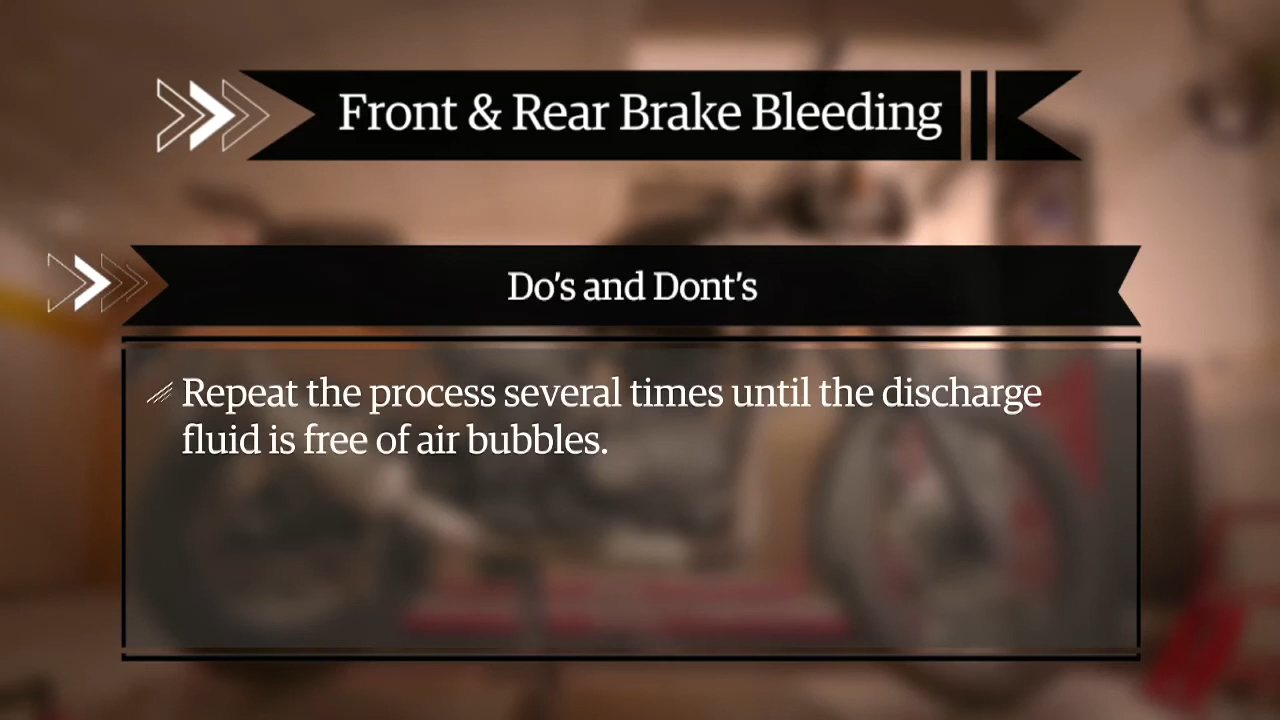 Front & Rear Brake Bleeding
Do's and Dont's
Repeat the process several times until the discharge
fluid is free of air bubbles.